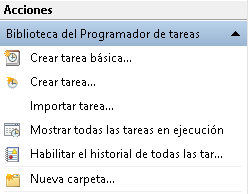 Acciones
Biblioteca del Programador de tareas
Crear tarea básica...
Crear tarea...
Importar tarea...
Mostrar todas las tareas en ejecución
Habilitar el historial de todas las tar...
Nueva carpeta...